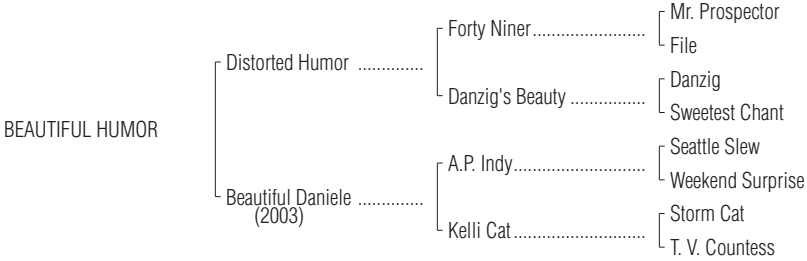 Mr. Prospector
Forty Niner........................
File
Distorted Humor ..............
Danzig
Danzig's Beauty ................
Sweetest Chant
BEAUTIFUL HUMOR
Seattle Slew
A.P. Indy............................
Weekend Surprise
Beautiful Daniele ..............
(2003)
Storm Cat
Kelli Cat............................
T. V. Countess